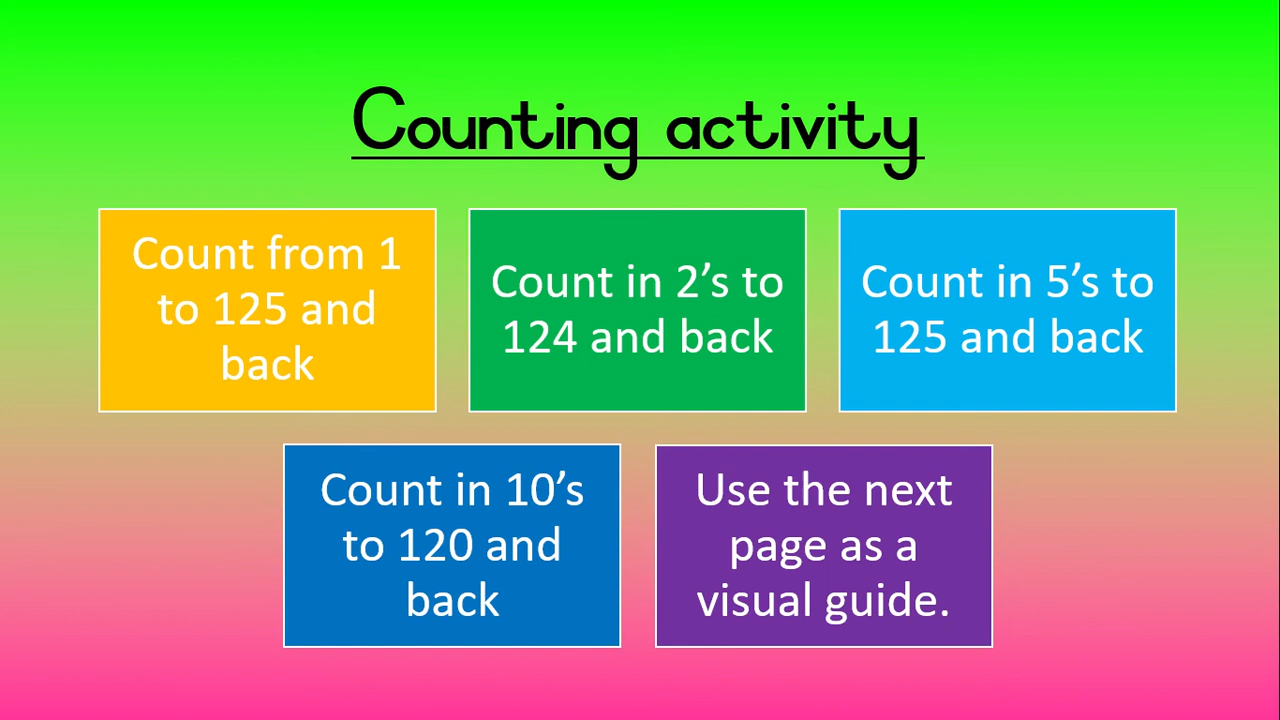 Counting activity
Count from 1
to 125 and
back
Count in 2’s to
124 and back
Count in 5’s to
125 and back
Count in 10’s
to 120 and
back
Use the next
page as a
visual guide.